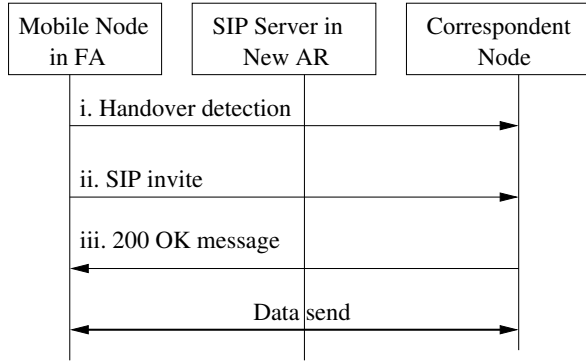 Mobile Node
in FA
SIP Server in
New AR
Correspondent
Node
i. Handover detection
ii. SIP invite
iii. 200 OK message
Data send